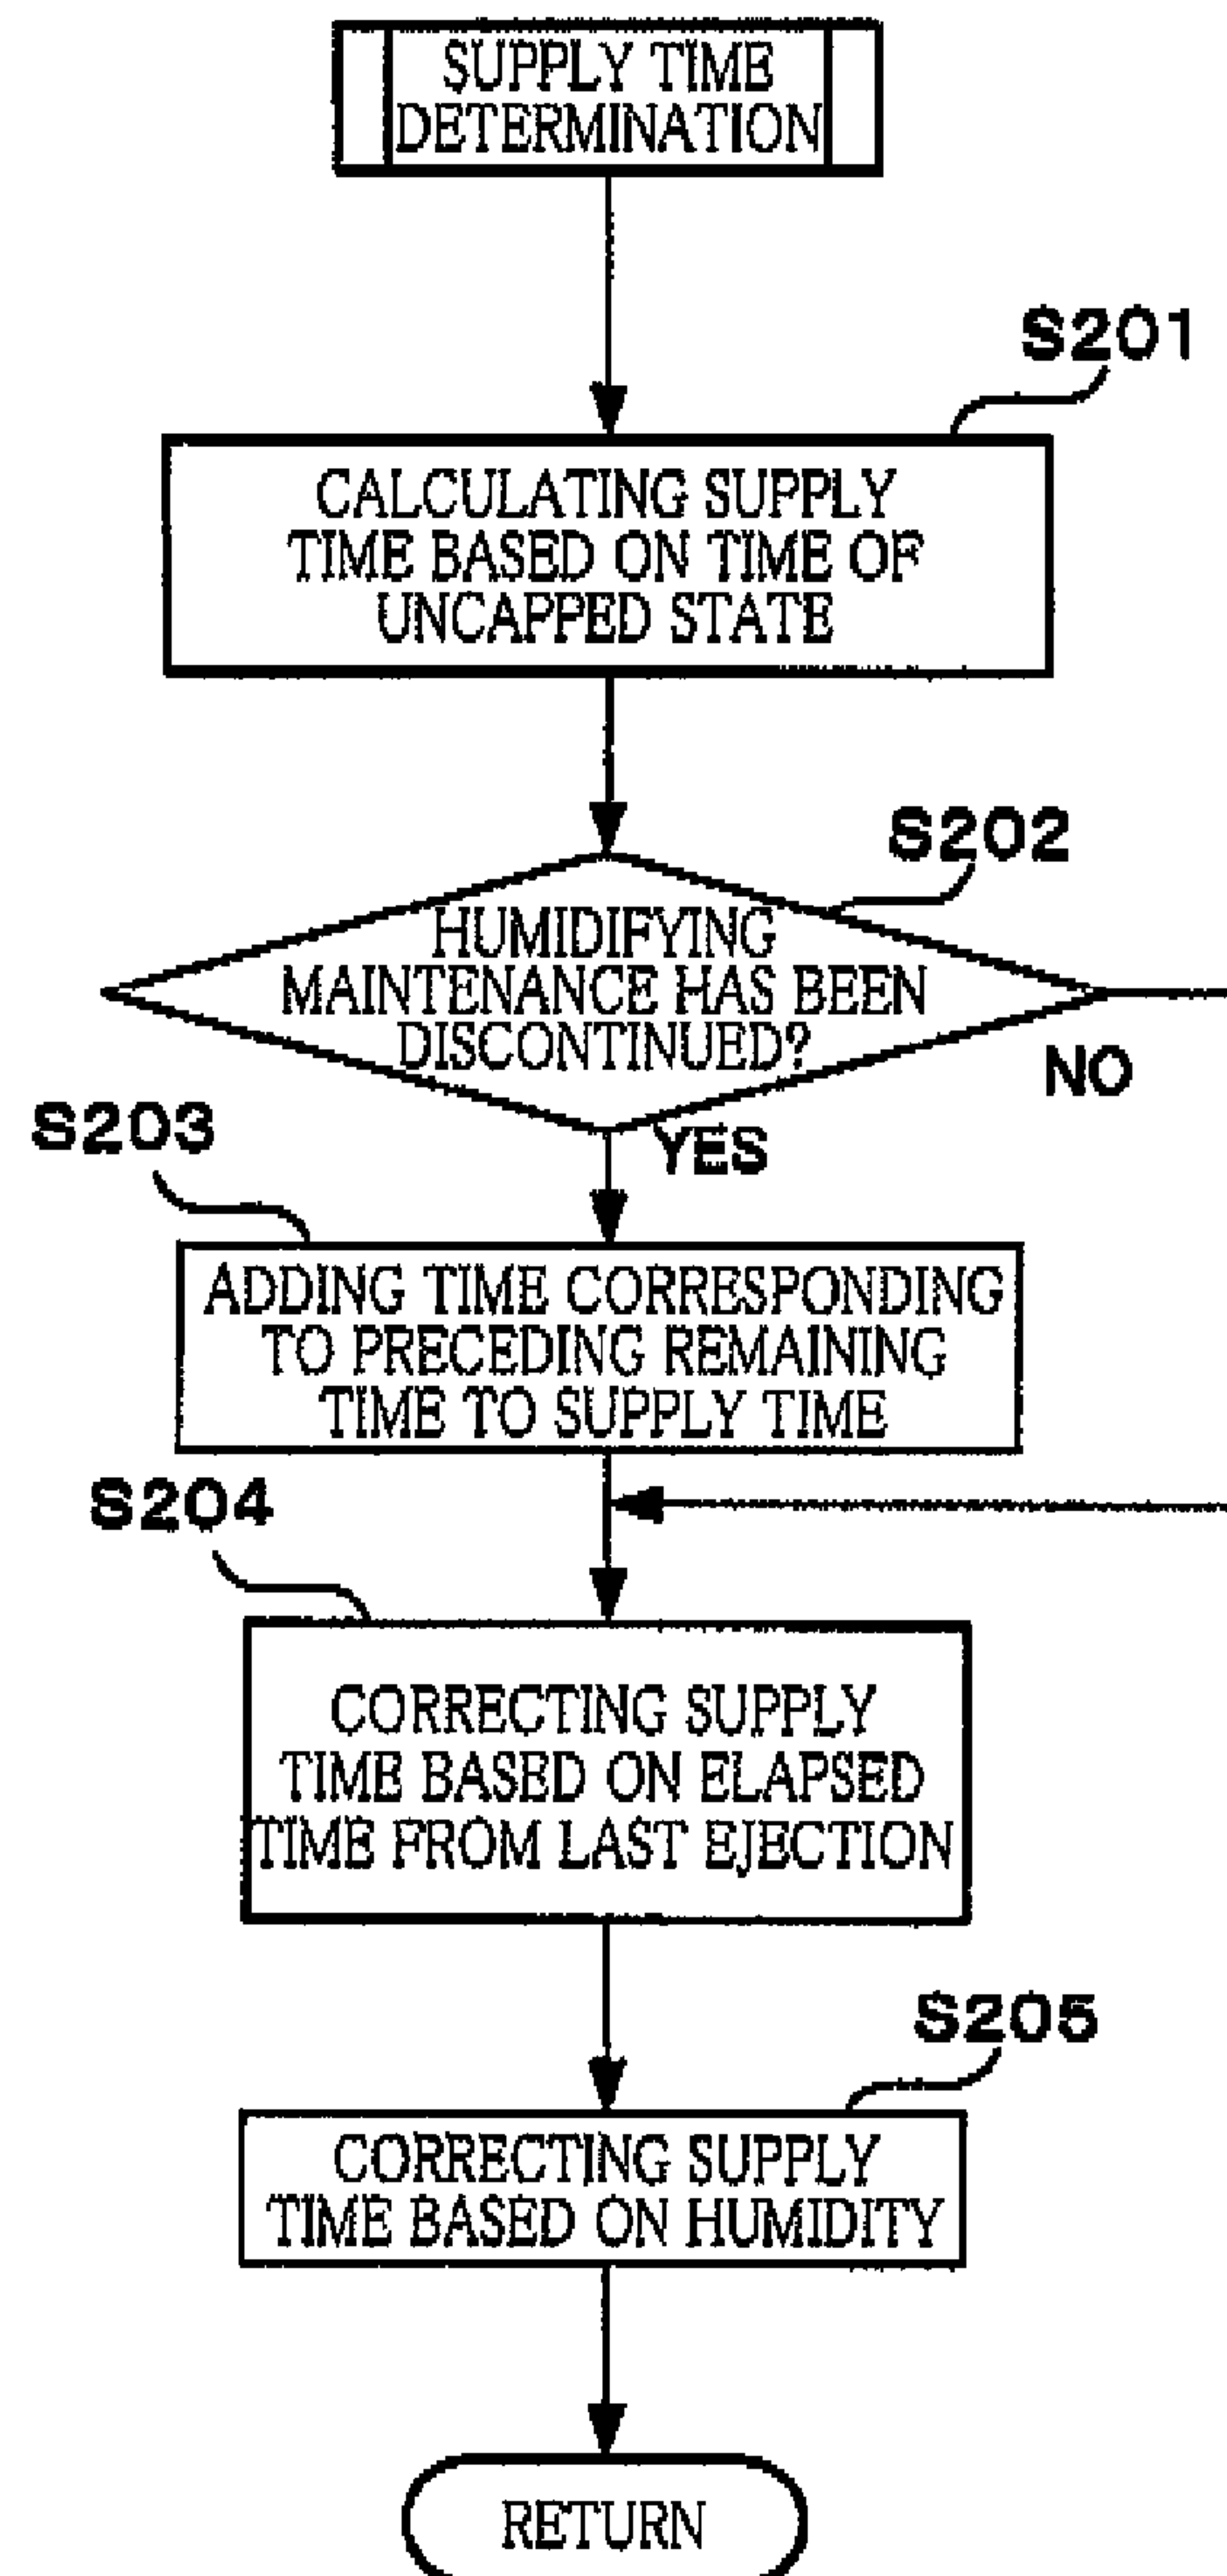 SUPPLY TIME
DETERMINATION
S201
CALCULATING SUPPLY
TIME BASED ON TIME OF
UNCAPPED STATE
S202
HUMIDIFYING
MAINTENANCE HAS BEEN
DISCONTINUED?
NO
YES
S203
ADDING TIME CORRESPONDING
TO PRECEDING REMAINING
TIME TO SUPPLY TIME
S204
CORRECTING SUPPLY
TIME BASED ON ELAPSED
TIME FROM LAST EJECTION
S205
CORRECTING SUPPLY
TIME BASED ON HUMIDITY
RETURN